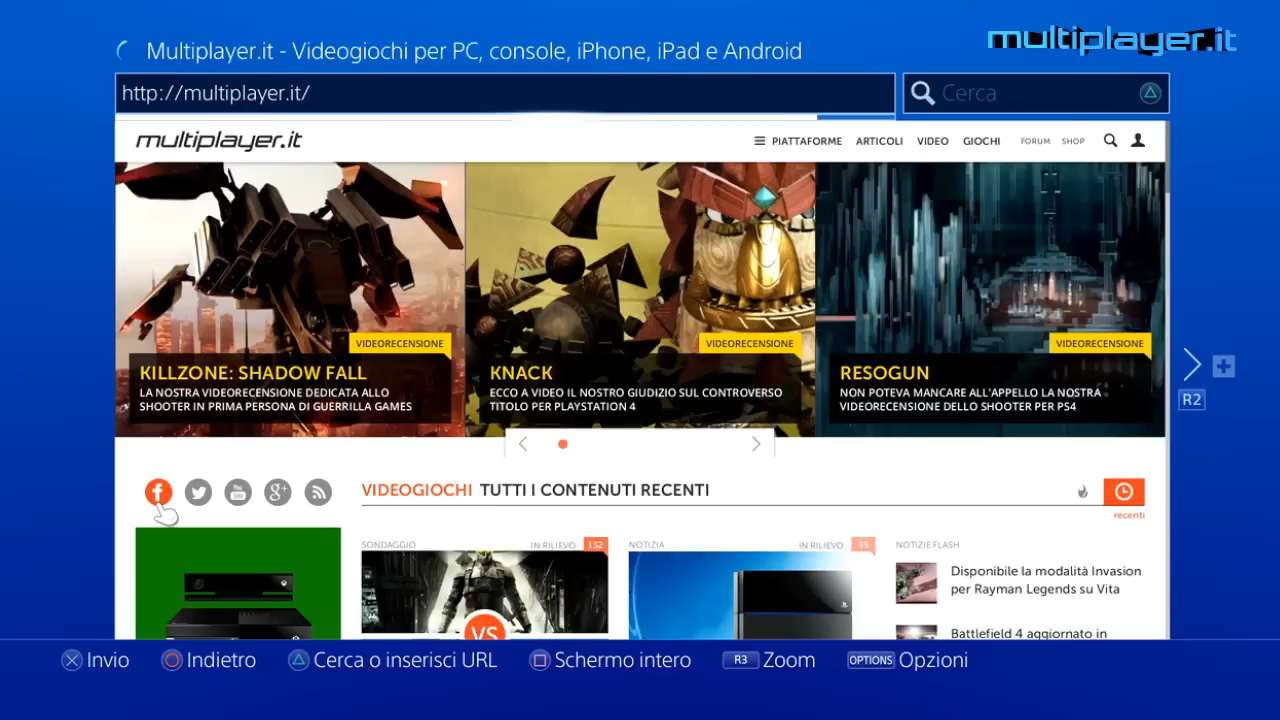 Multiplayer.it - Videogiochi per PC, console, iPhone, iPad e Android
multiplayer.it
http://multiplayer.it/
Cerca
multiplayer.it
PIATTAFORME ARTICOLI VIDEO GIOCHI FORUM SHOP
VIDEORECENSIONE
KILLZONE: SHADOW FALL
LA NOSTRA VIDEORECENSIONE DEDICATA ALLO
SHOOTER IN PRIMA PERSONA DI GUERRILLA GAMES
VIDEORECENSIONE
KNACK
ECCO A VIDEO IL NOSTRO GIUDIZIO SUL CONTROVERSO
TITOLO PER PLAYSTATION 4
VIDEORECENSIONE
RESOGUN
NON POTEVA MANCARE ALL'APPELLO LA NOSTRA
VIDEORECENSIONE DELLO SHOOTER PER PS4
R2
VIDEOGIOCHI TUTTI I CONTENUTI RECENTI
recenti
SONDAGGIO IN RILIEVO 132
VS
NOTIZIA IN RILIEVO 35
NOTIZIE FLASH
Disponibile la modalità Invasion
per Rayman Legends su Vita
Battlefield 4 aggiornato in
Invio Indietro Cerca o inserisci URL Schermo intero R3 Zoom OPTIONS Opzioni